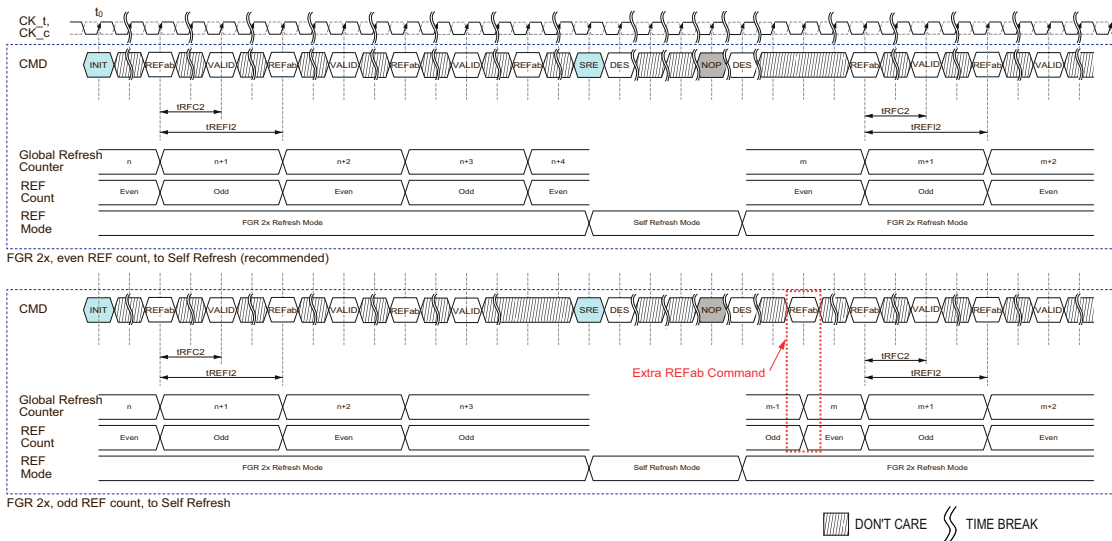 t0
CK_t,
CK_c
CMD INIT REFab VALID REFab VALID REFab VALID REFab SRE DES NOP DES REFab VALID REFab VALID
tRFC2 tRFC2
tREFI2 tREFI2
Global Refresh Counter n n+1 n+2 n+3 n+4 m m+1 m+2
REF Count Even Odd Even Odd Even Even Odd Even
REF Mode FGR 2x Refresh Mode Self Refresh Mode FGR 2x Refresh Mode
FGR 2x, even REF count, to Self Refresh (recommended)
CMD INIT REFab VALID REFab VALID REFab VALID SRE DES NOP DES REFab REFab VALID REFab VALID
tRFC2 tRFC2
Extra REFab Command
tREFI2 tREFI2
Global Refresh Counter n n+1 n+2 n+3 m-1 m m+1 m+2
REF Count Even Odd Even Odd Odd Even Odd Even
REF Mode FGR 2x Refresh Mode Self Refresh Mode FGR 2x Refresh Mode
FGR 2x, odd REF count, to Self Refresh
DON'T CARE TIME BREAK